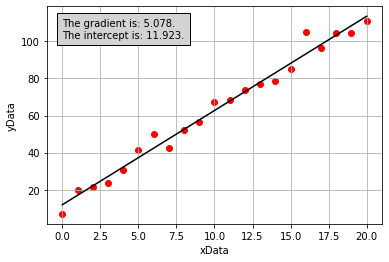 The gradient is: 5.078.
The intercept is: 11.923.
100
80
60
40
20
yData
0.0 2.5 5.0 7.5 10.0 12.5 15.0 17.5 20.0
xData